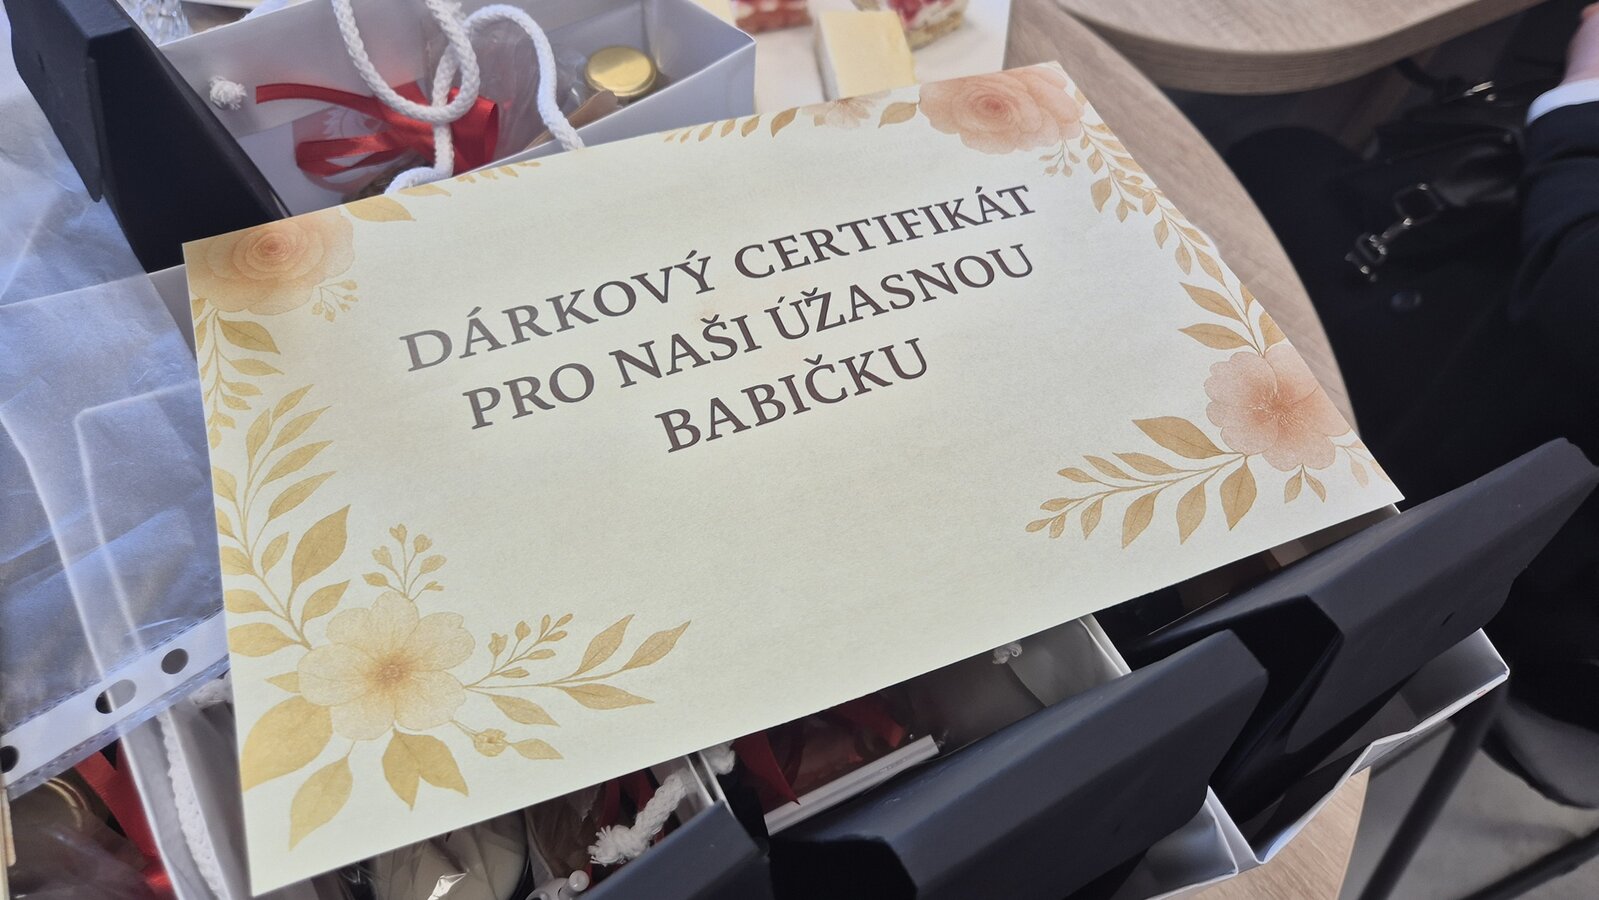 DÁRKOVÝ CERTIFIKÁT
PRO NAŠI ÚŽASNOU
BABIČKU